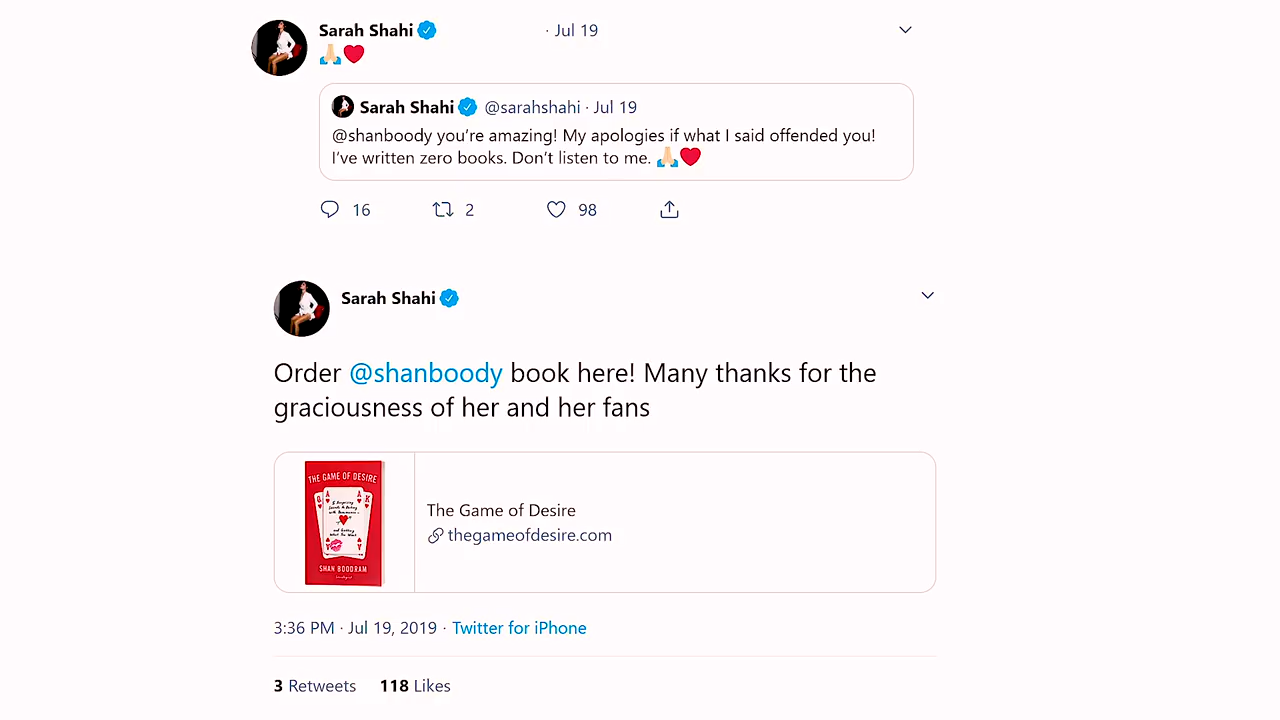 Sarah Shahi · Jul 19
🙏🏻❤️
Sarah Shahi @sarahshahi · Jul 19
@shanboody you’re amazing! My apologies if what I said offended you!
I’ve written zero books. Don’t listen to me. 🙏🏻❤️
16 2 98
Sarah Shahi
Order @shanboody book here! Many thanks for the
graciousness of her and her fans
THE GAME OF DESIRE
SHAN BOODRAM
The Game of Desire
thegameofdesire.com
3:36 PM · Jul 19, 2019 · Twitter for iPhone
3 Retweets 118 Likes